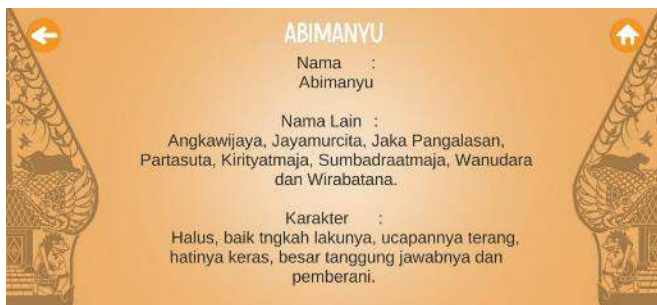 ABIMANYU
Nama :
Abimanyu
Nama Lain :
Angkawijaya, Jayamurcita, Jaka Pangalasan,
Partasuta, Kirityatmaja, Sumbadraatmaja, Wanudara
dan Wirabatana.
Karakter :
Halus, baik tngkah lakunya, ucapannya terang,
hatinya keras, besar tanggung jawabnya dan
pemberani.